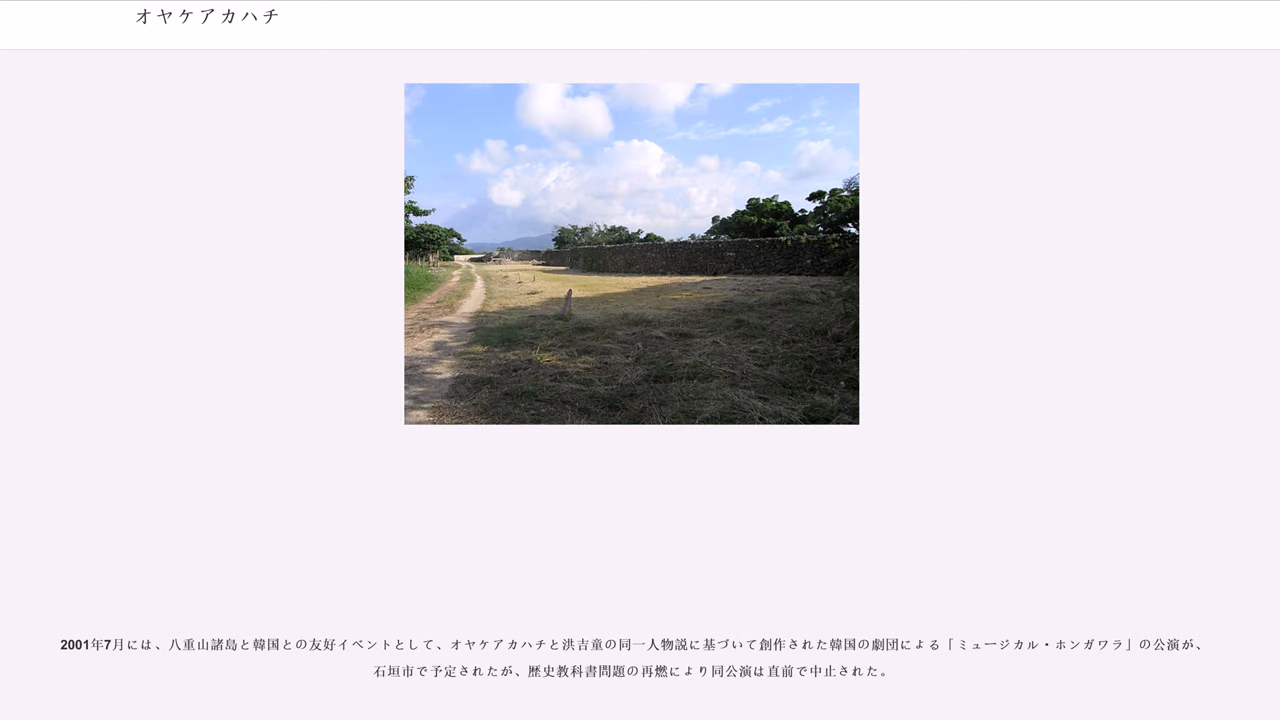 オヤケアカハチ
2001年7月には、八重山諸島と韓国との友好イベントとして、オヤケアカハチと洪吉童の同一人物説に基づいて創作された韓国の劇団による「ミュージカル・ホンガワラ」の公演が、
石垣市で予定されたが、歴史教科書問題の再燃により同公演は直前で中止された。